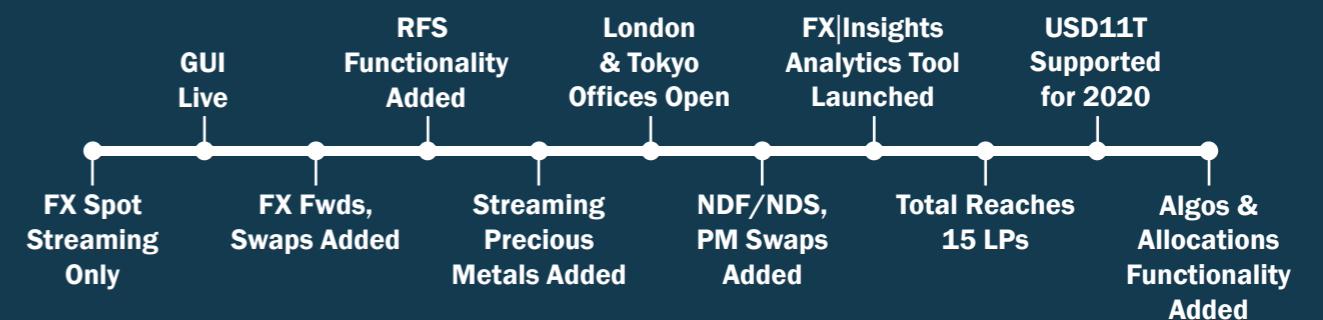 FX Spot
Streaming
Only
GUI
Live
FX Fwds,
Swaps Added
RFS
Functionality
Added
Streaming
Precious
Metals Added
London
& Tokyo
Offices Open
NDF/NDS,
PM Swaps
Added
FX|Insights
Analytics Tool
Launched
Total Reaches
15 LPs
USD11T
Supported
for 2020
Algos &
Allocations
Functionality
Added